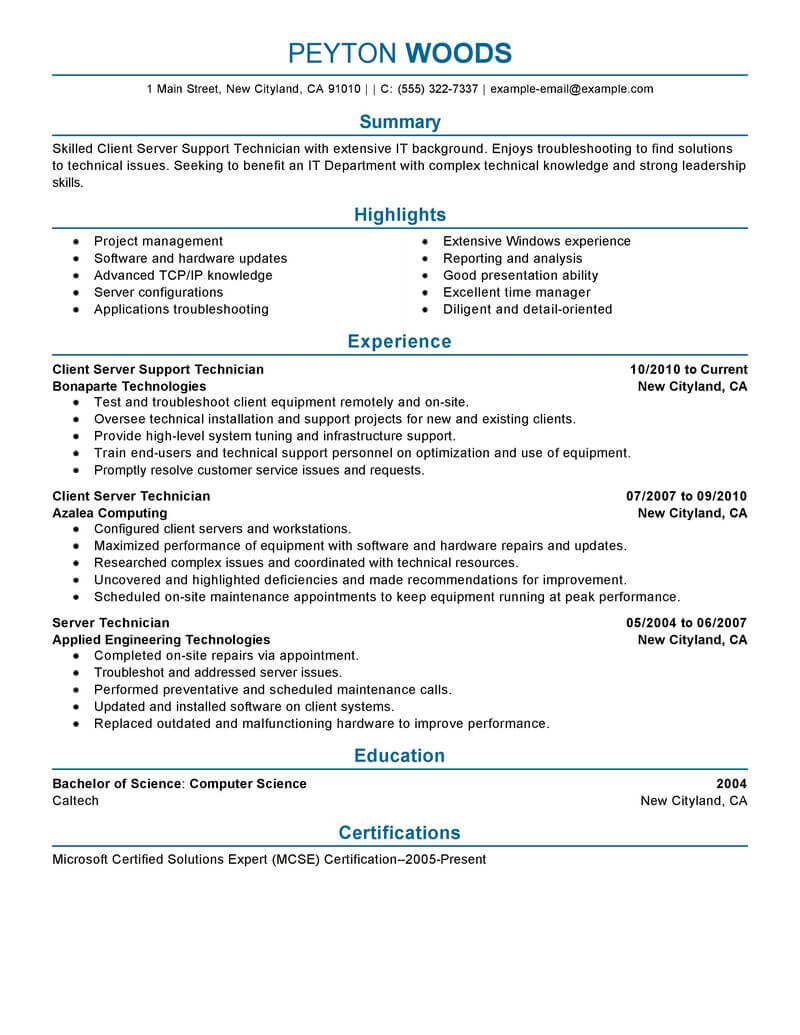 PEYTON WOODS
1 Main Street, New Cityland, CA 91010 | | C: (555) 322-7337 | example-email@example.com
Summary
Skilled Client Server Support Technician with extensive IT background. Enjoys troubleshooting to find solutions
to technical issues. Seeking to benefit an IT Department with complex technical knowledge and strong leadership
skills.
Highlights
• Project management
• Software and hardware updates
• Advanced TCP/IP knowledge
• Server configurations
• Applications troubleshooting
• Extensive Windows experience
• Reporting and analysis
• Good presentation ability
• Excellent time manager
• Diligent and detail-oriented
Experience
Client Server Support Technician 10/2010 to Current
Bonaparte Technologies New Cityland, CA
• Test and troubleshoot client equipment remotely and on-site.
• Oversee technical installation and support projects for new and existing clients.
• Provide high-level system tuning and infrastructure support.
• Train end-users and technical support personnel on optimization and use of equipment.
• Promptly resolve customer service issues and requests.
Client Server Technician 07/2007 to 09/2010
Azalea Computing New Cityland, CA
• Configured client servers and workstations.
• Maximized performance of equipment with software and hardware repairs and updates.
• Researched complex issues and coordinated with technical resources.
• Uncovered and highlighted deficiencies and made recommendations for improvement.
• Scheduled on-site maintenance appointments to keep equipment running at peak performance.
Server Technician 05/2004 to 06/2007
Applied Engineering Technologies New Cityland, CA
• Completed on-site repairs via appointment.
• Troubleshot and addressed server issues.
• Performed preventative and scheduled maintenance calls.
• Updated and installed software on client systems.
• Replaced outdated and malfunctioning hardware to improve performance.
Education
Bachelor of Science: Computer Science 2004
Caltech New Cityland, CA
Certifications
Microsoft Certified Solutions Expert (MCSE) Certification--2005-Present